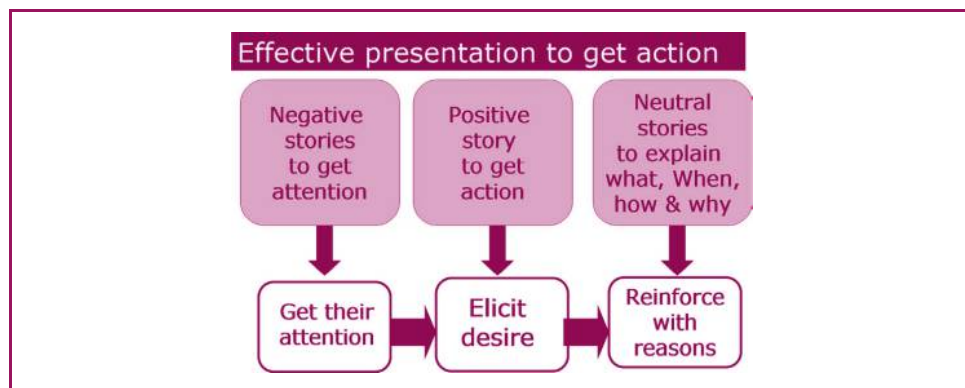 Effective presentation to get action
Negative
stories
to get
attention
Positive
story
to get
action
Neutral
stories
to explain
what, When,
how & why
Get their
attention
Elicit
desire
Reinforce
with
reasons